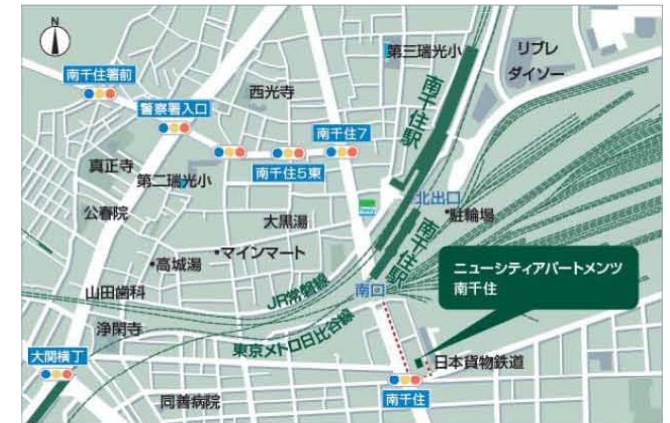 N
第三瑞光小
リブレ
ダイソー
南千住署前
西光寺
南千住駅
警察署入口
南千住7
真正寺
第二瑞光小
南千住5東
北出口
駐輪場
公春院
大黒湯
南千住駅
マインマート
高城湯
ニューシティアパートメンツ
南千住
山田歯科
JR常磐線
南口
浄閑寺
東京メトロ日比谷線
大関横丁
日本貨物鉄道
同善病院
南千住